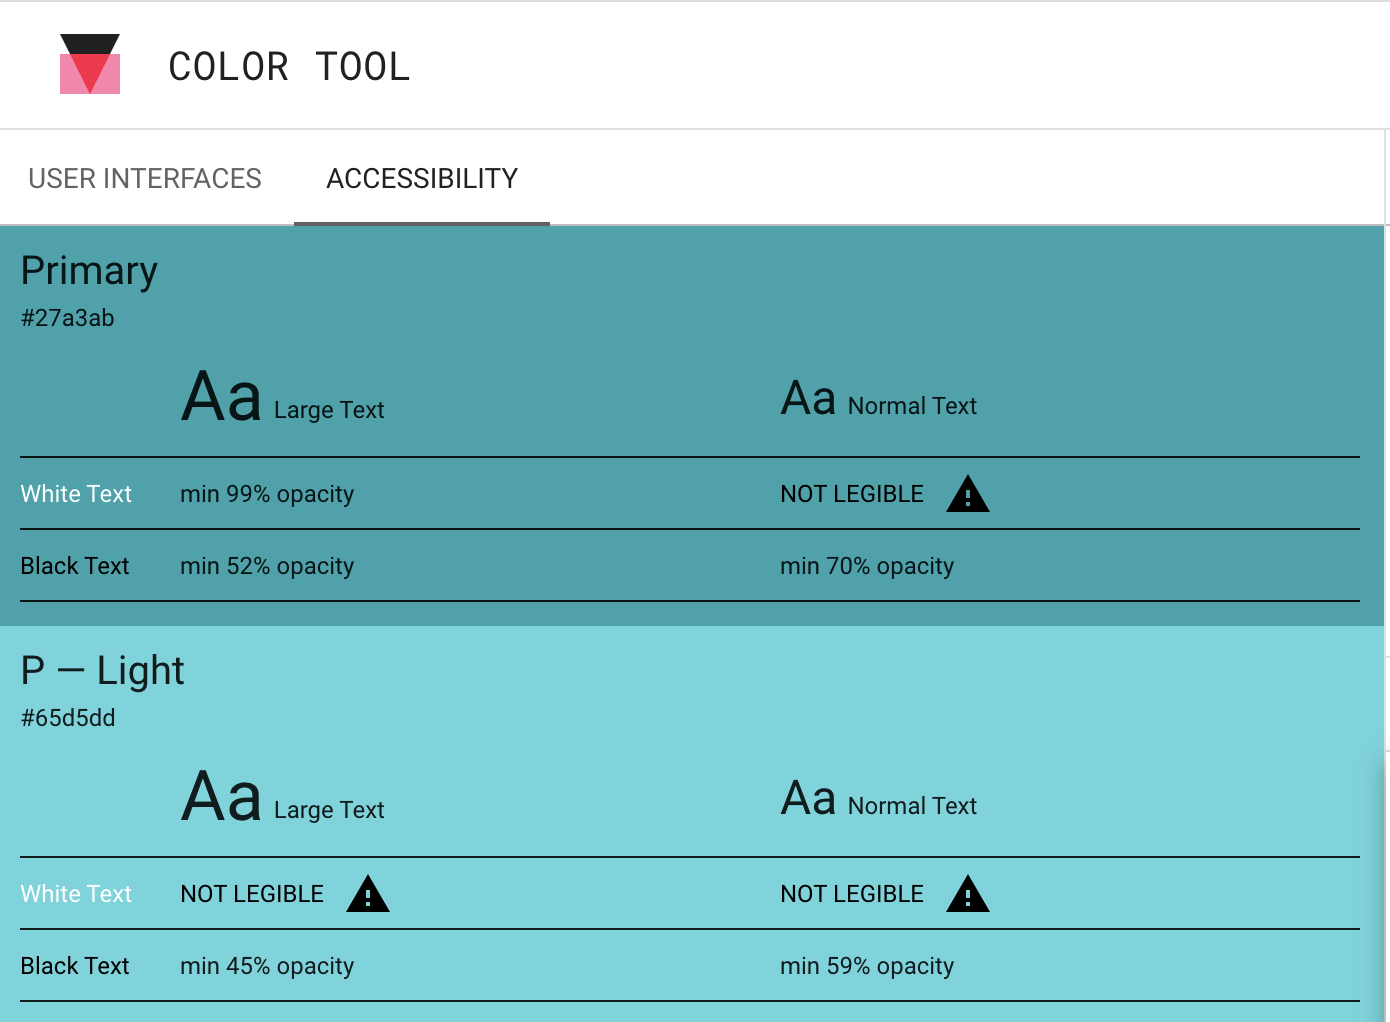 COLOR TOOL
USER INTERFACES ACCESSIBILITY
Primary
#27a3ab
Aa Large Text Aa Normal Text
White Text min 99% opacity NOT LEGIBLE
Black Text min 52% opacity min 70% opacity
P — Light
#65d5dd
Aa Large Text Aa Normal Text
White Text NOT LEGIBLE NOT LEGIBLE
Black Text min 45% opacity min 59% opacity